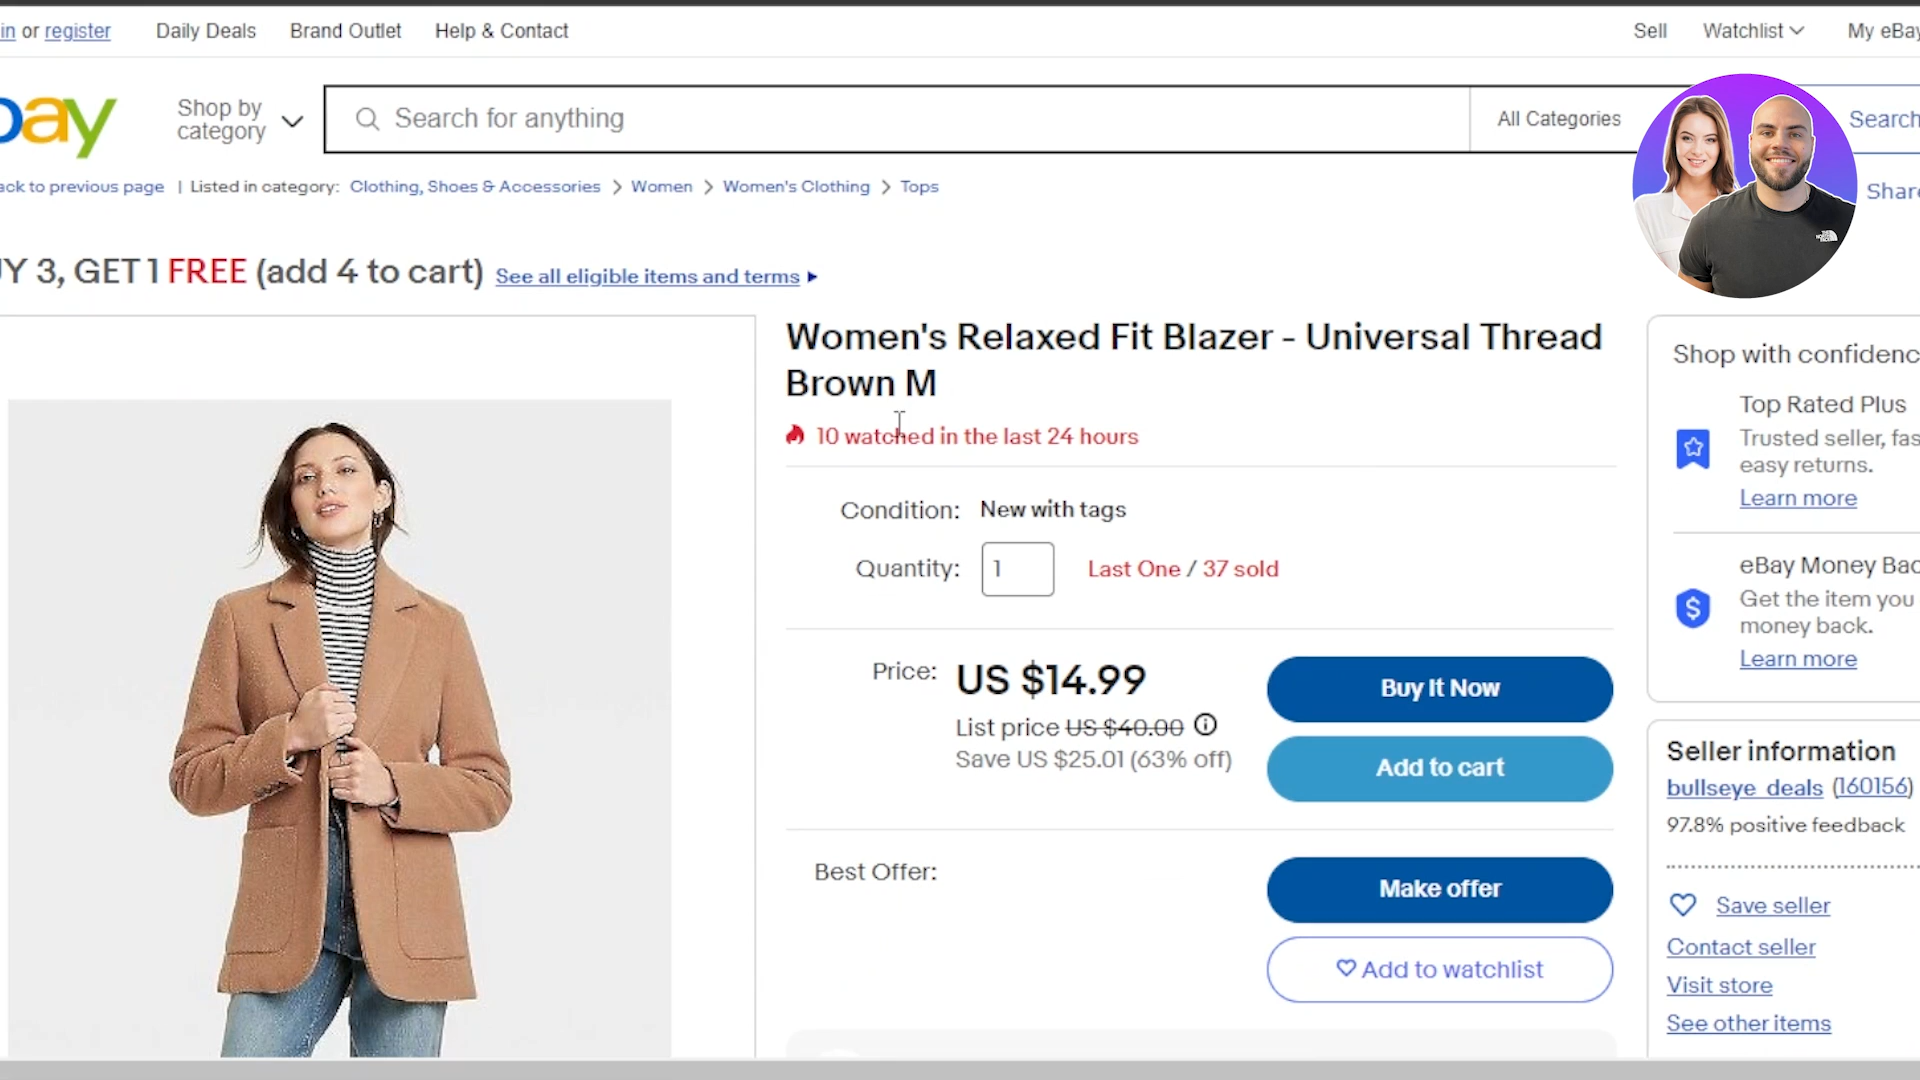 in or register Daily Deals Brand Outlet Help & Contact Sell Watchlist My eBay
bay Shop by category Search for anything All Categories Search
ack to previous page | Listed in category: Clothing, Shoes & Accessories > Women > Women's Clothing > Tops Share
UY 3, GET 1 FREE (add 4 to cart) See all eligible items and terms ▸
Women's Relaxed Fit Blazer - Universal Thread
Brown M
10 watched in the last 24 hours
Condition: New with tags
Quantity: 1 Last One / 37 sold
Price: US $14.99 Buy It Now
List price US $40.00
Save US $25.01 (63% off) Add to cart
Best Offer: Make offer
Add to watchlist
Shop with confidenc
Top Rated Plus
Trusted seller, fas
easy returns.
Learn more
eBay Money Bac
Get the item you
money back.
Learn more
Seller information
bullseye_deals (160156)
97.8% positive feedback
Save seller
Contact seller
Visit store
See other items